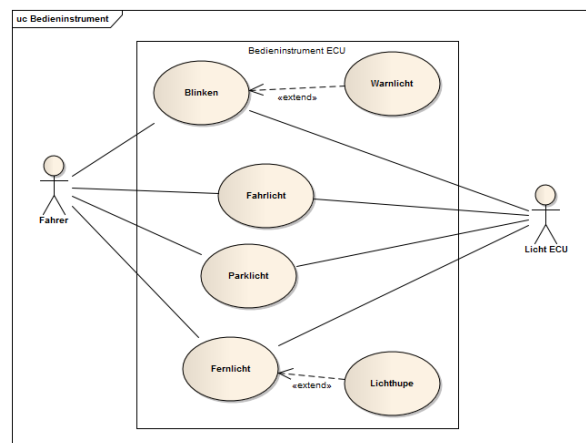 uc Bedieninstrument
Bedieninstrument ECU
Blinken
Warnlicht
«extend»
Fahrer
Fahrlicht
Licht ECU
Parklicht
Fernlicht
«extend»
Lichthupe